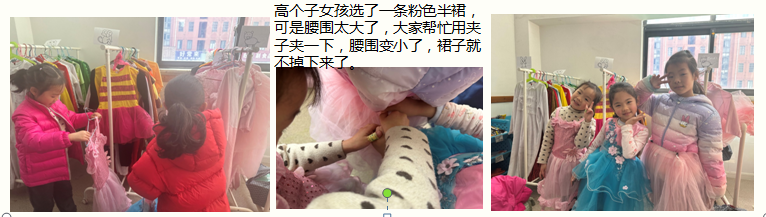 高个子女孩选了一条粉色半裙，
可是腰围太大了，大家帮忙用夹
子夹一下，腰围变小了，裙子就
不掉下来了。